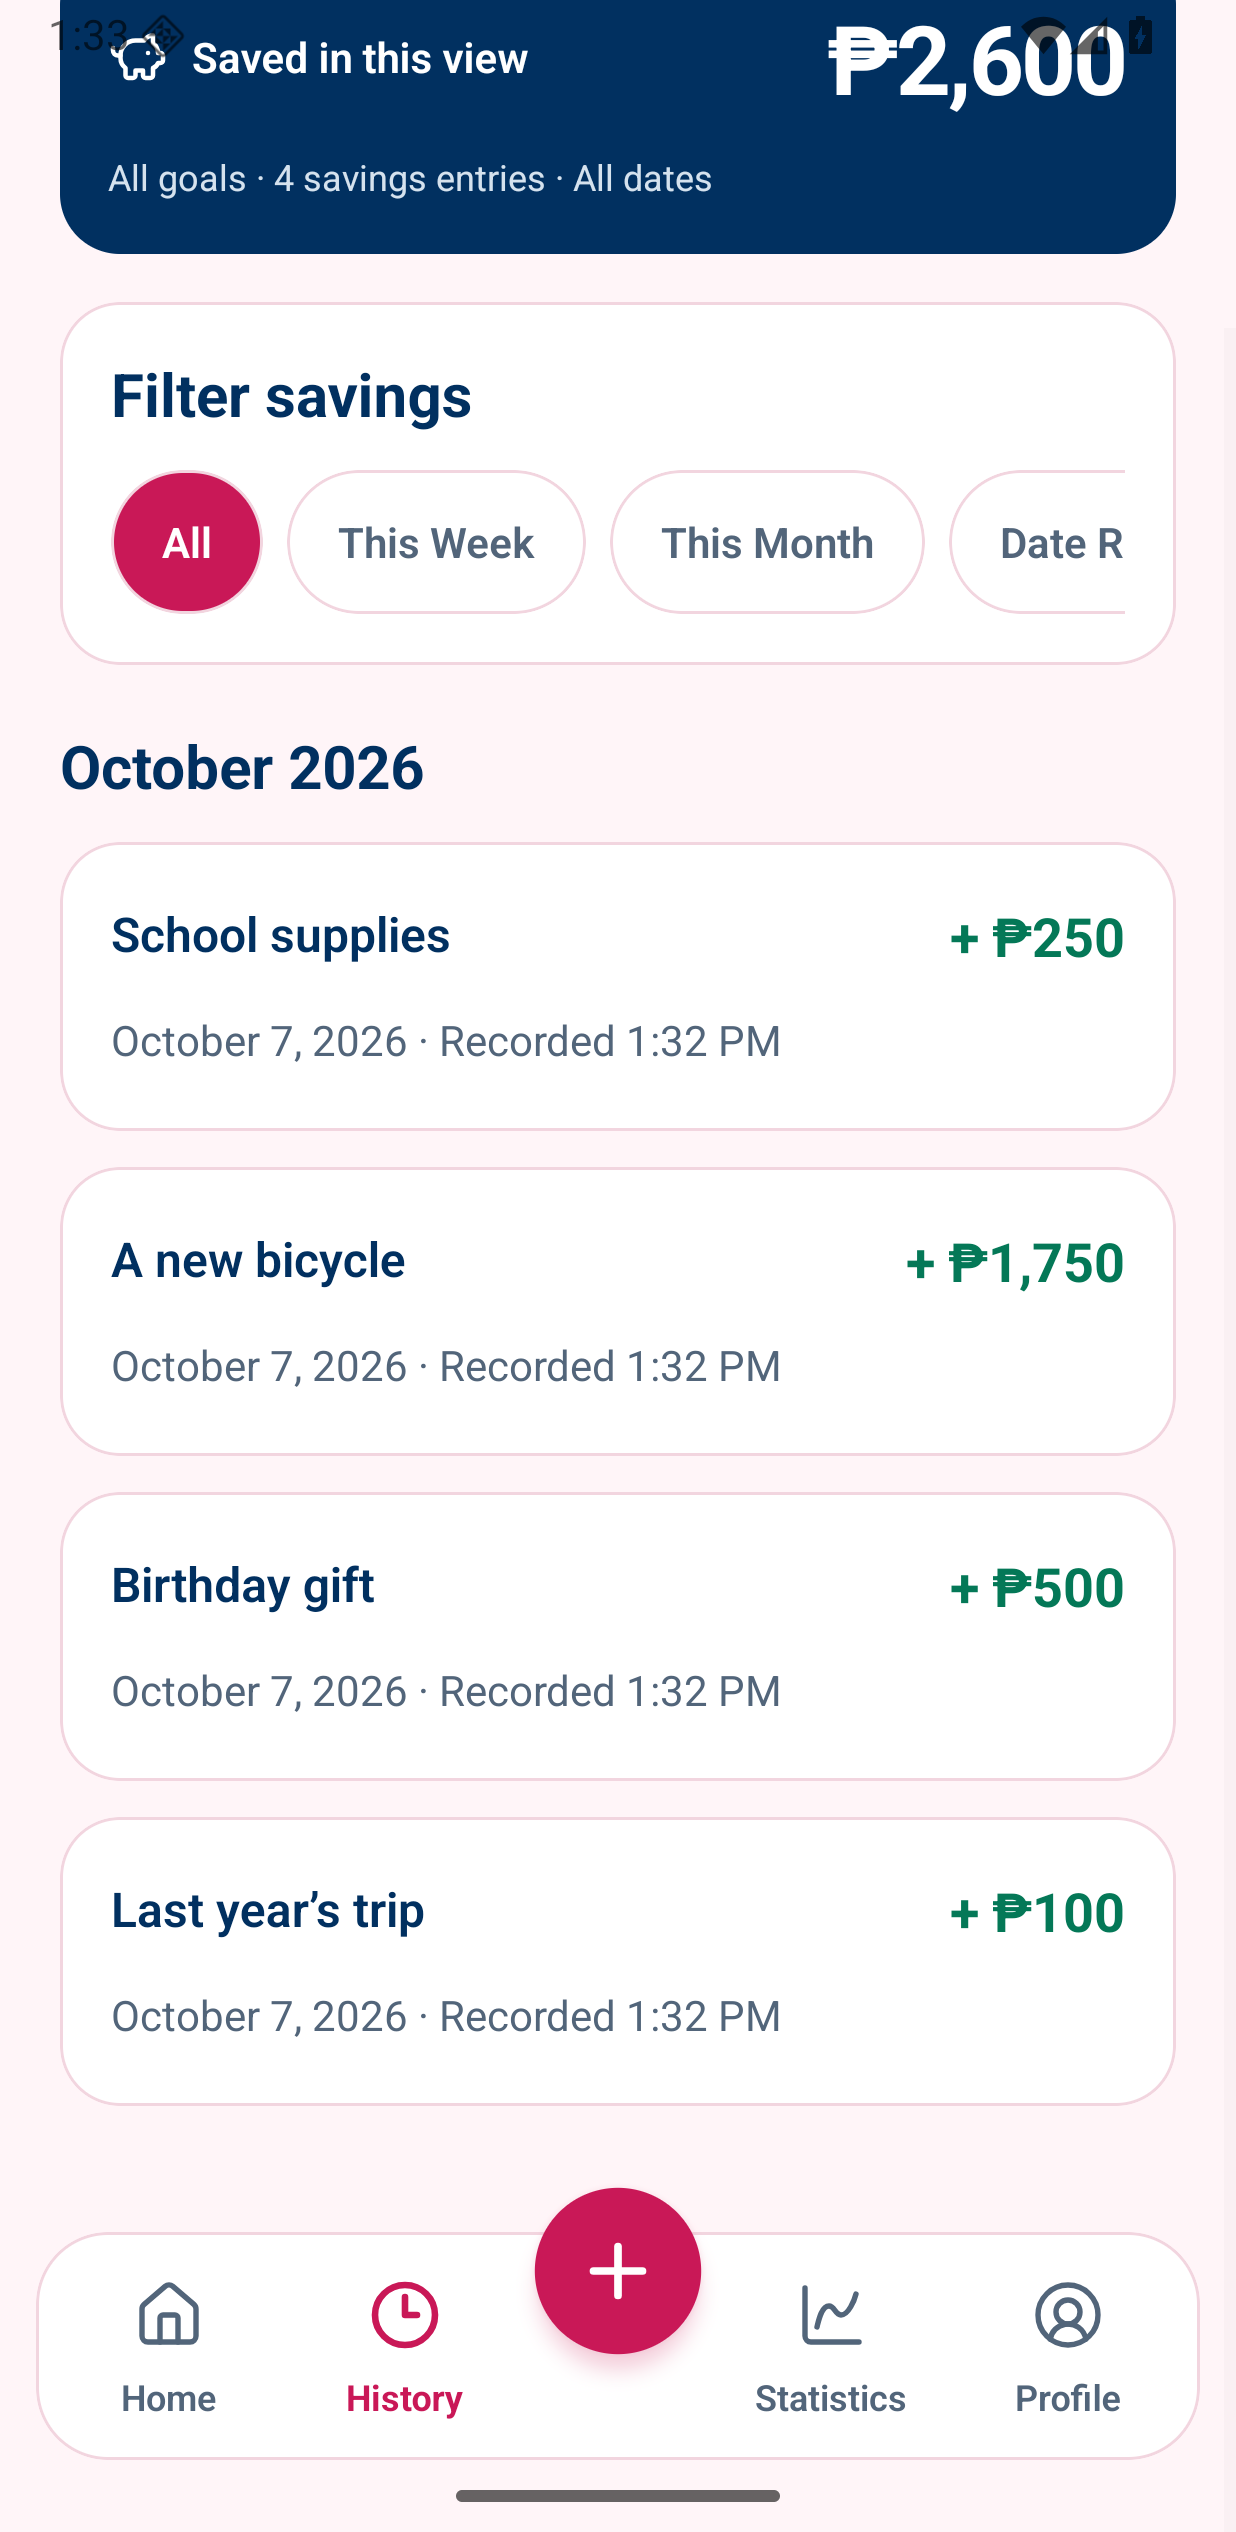 1:33
Saved in this view
₱2,600
All goals · 4 savings entries · All dates
Filter savings
All
This Week
This Month
Date R
October 2026
School supplies
+ ₱250
October 7, 2026 · Recorded 1:32 PM
A new bicycle
+ ₱1,750
October 7, 2026 · Recorded 1:32 PM
Birthday gift
+ ₱500
October 7, 2026 · Recorded 1:32 PM
Last year’s trip
+ ₱100
October 7, 2026 · Recorded 1:32 PM
Home
History
Statistics
Profile